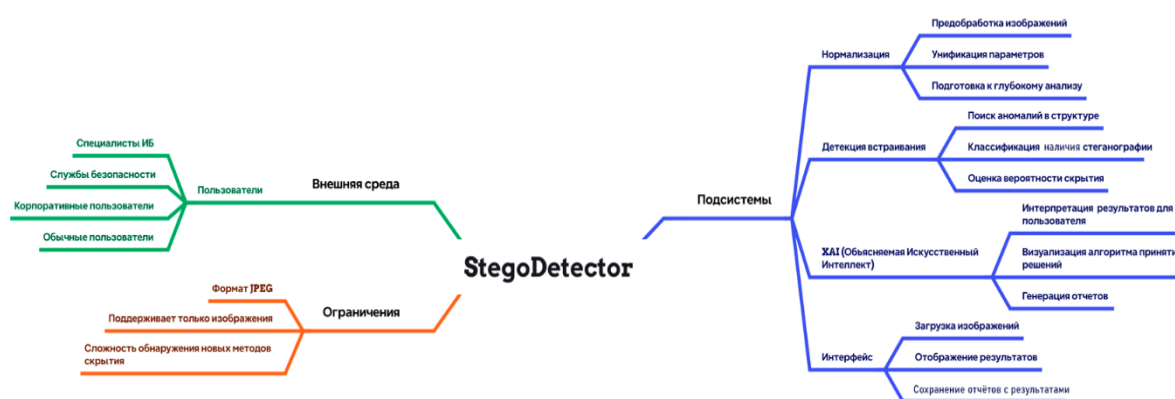 StegoDetector
Внешняя среда
Пользователи
Специалисты ИБ
Службы безопасности
Корпоративные пользователи
Обычные пользователи
Ограничения
Формат JPEG
Поддерживает только изображения
Сложность обнаружения новых методов
скрытия
Подсистемы
Нормализация
Предобработка изображений
Унификация параметров
Подготовка к глубокому анализу
Детекция встраивания
Поиск аномалий в структуре
Классификация наличия стеганографии
Оценка вероятности скрытия
XAI (Объясняемая Искусственный
Интеллект)
Интерпретация результатов для
пользователя
Визуализация алгоритма приняти
решений
Генерация отчетов
Интерфейс
Загрузка изображений
Отображение результатов
Сохранение отчётов с результатами